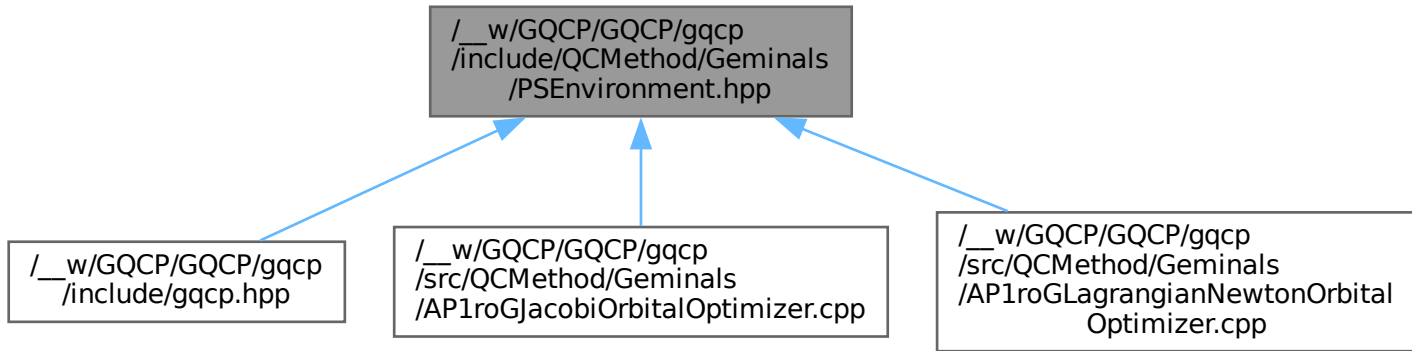 /__w/GQCP/GQCP/gqcp
/include/QCMethod/Geminals
/PSEnvironment.hpp
/__w/GQCP/GQCP/gqcp
/include/gqcp.hpp
/__w/GQCP/GQCP/gqcp
/src/QCMethod/Geminals
/AP1roGJacobiOrbitalOptimizer.cpp
/__w/GQCP/GQCP/gqcp
/src/QCMethod/Geminals
/AP1roGLagrangianNewtonOrbital
Optimizer.cpp